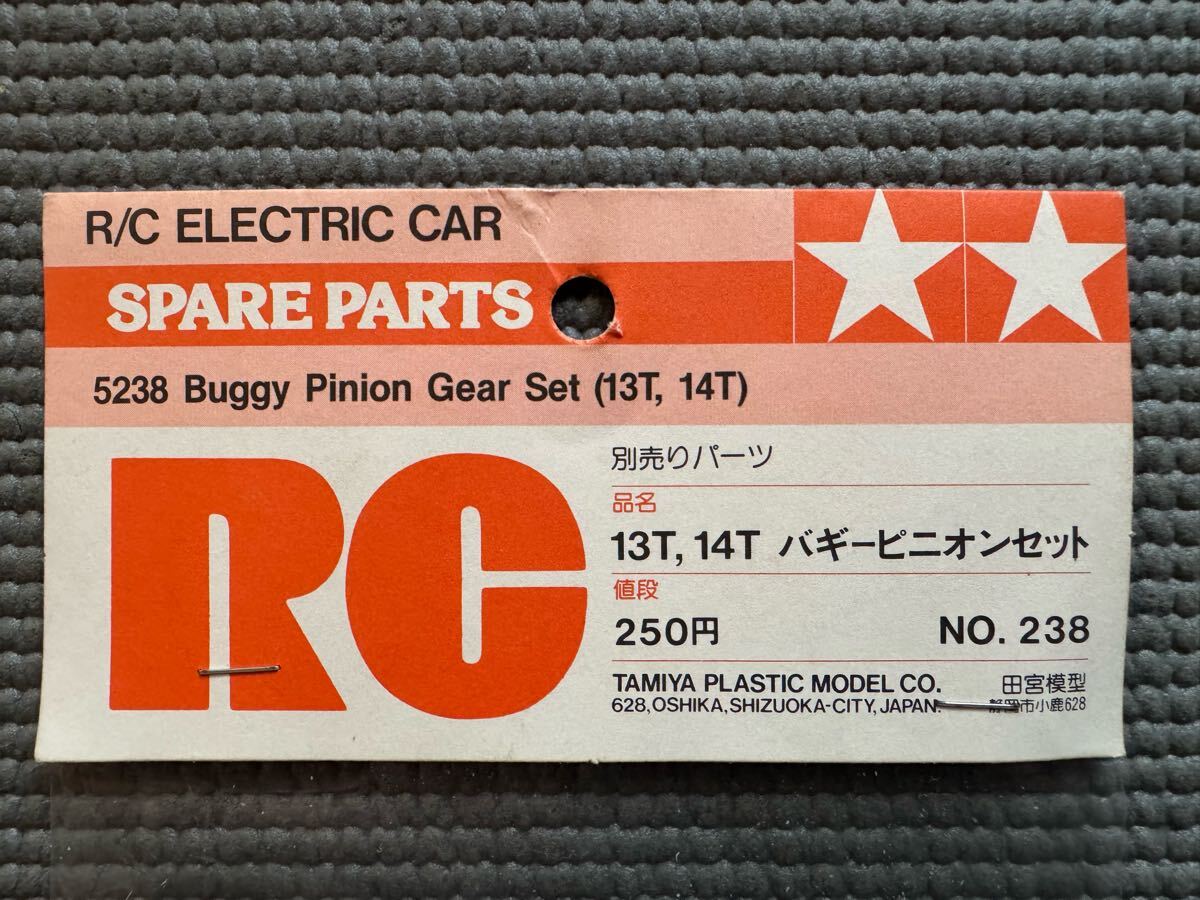 R/C ELECTRIC CAR
SPARE PARTS
5238 Buggy Pinion Gear Set (13T, 14T)
RC
別売りパーツ
品名
13T, 14T バギーピニオンセット
値段
250円 NO. 238
TAMIYA PLASTIC MODEL CO. 田宮模型
628, OSHIKA, SHIZUOKA-CITY, JAPAN. 静岡市小鹿628